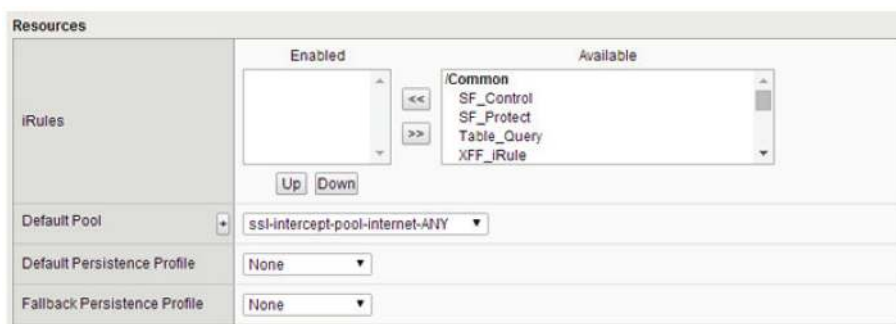 Resources
iRules
Enabled
Available
<<
>>
/Common
SF_Control
SF_Protect
Table_Query
XFF_iRule
Up
Down
Default Pool
+
ssl-intercept-pool-internet-ANY
Default Persistence Profile
None
Fallback Persistence Profile
None